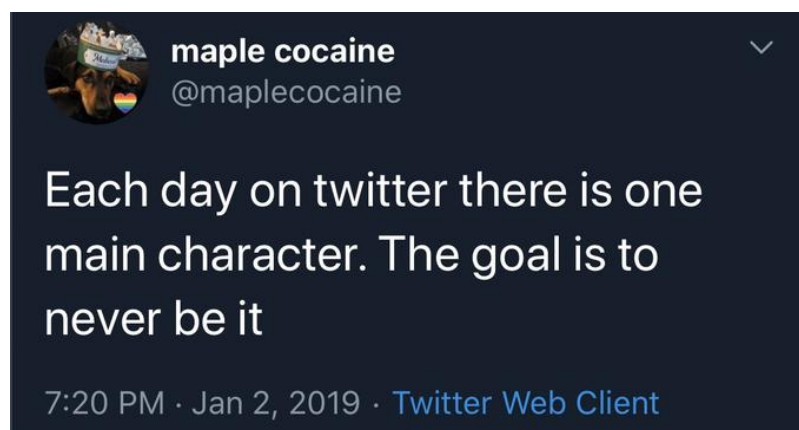 maple cocaine
@maplecocaine
Each day on twitter there is one
main character. The goal is to
never be it
7:20 PM · Jan 2, 2019 · Twitter Web Client